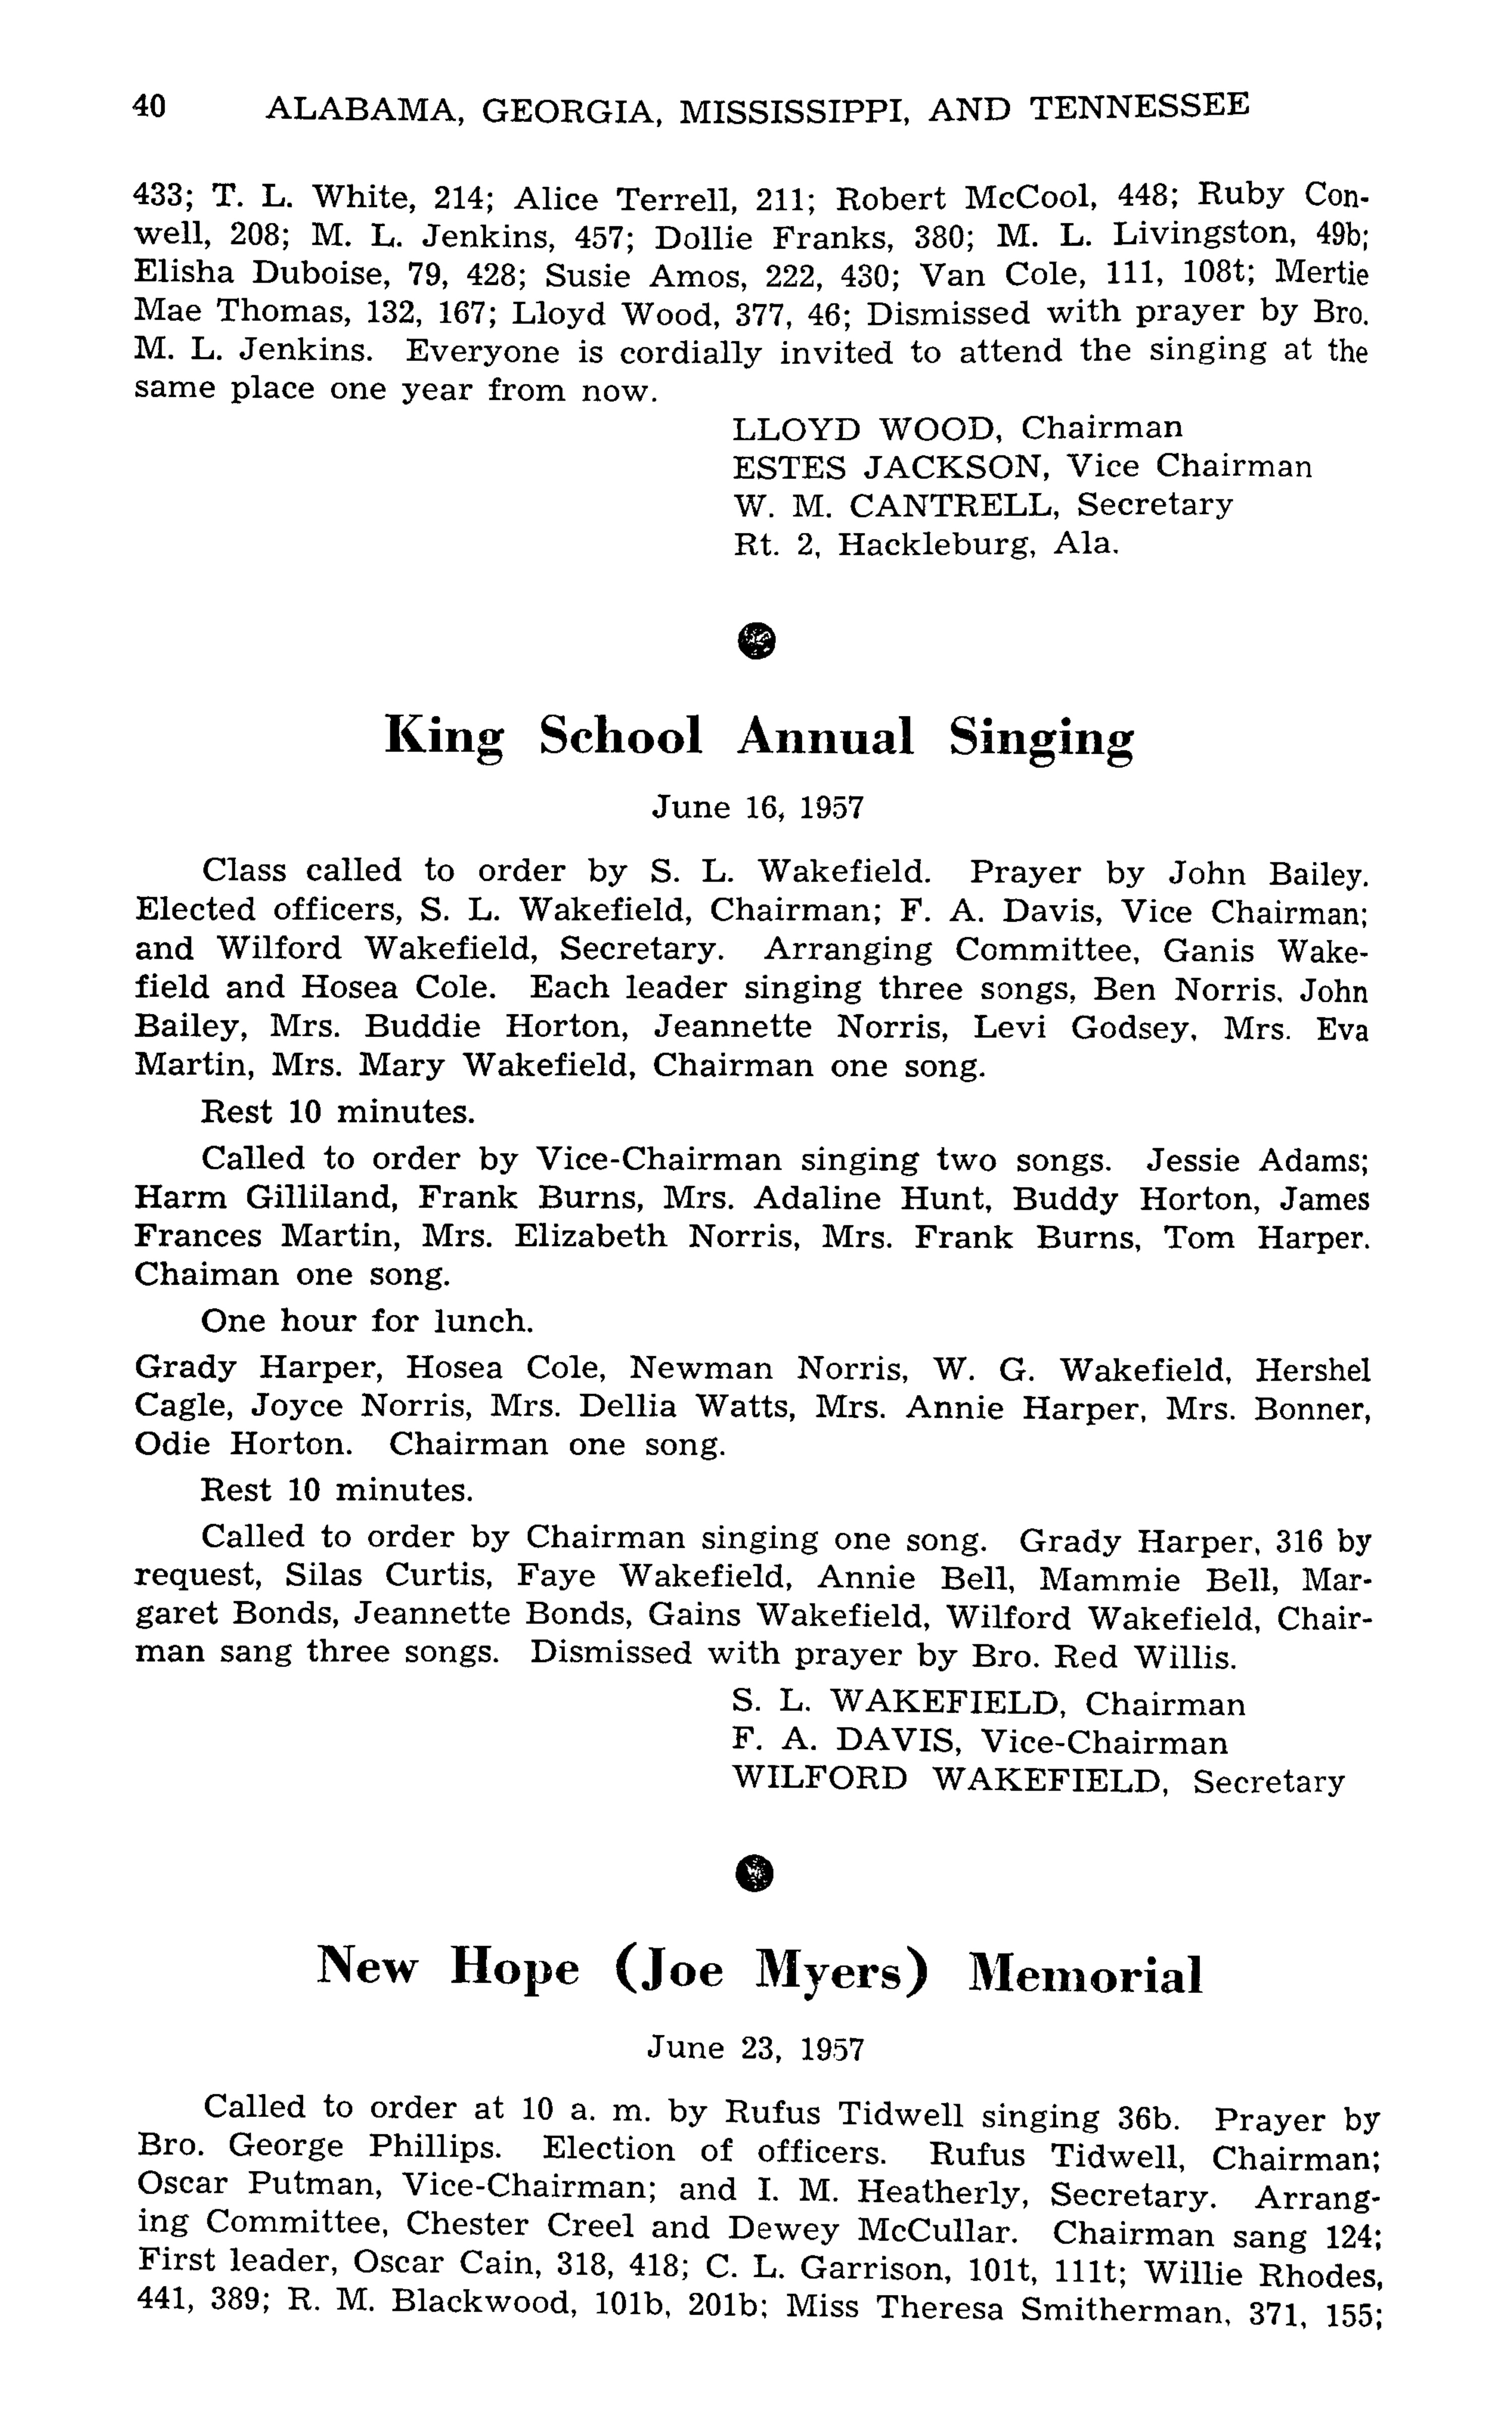 40 ALABAMA, GEORGIA, MISSISSIPPI, AND TENNESSEE
433; T. L. White, 214; Alice Terrell, 211; Robert McCool, 448; Ruby Con-
well, 208; M. L. Jenkins, 457; Dollie Franks, 380; M. L. Livingston, 49b;
Elisha Duboise, 79, 428; Susie Amos, 222, 430; Van Cole, 111, 108t; Mertie
Mae Thomas, 132, 167; Lloyd Wood, 377, 46; Dismissed with prayer by Bro.
M. L. Jenkins. Everyone is cordially invited to attend the singing at the
same place one year from now.
LLOYD WOOD, Chairman
ESTES JACKSON, Vice Chairman
W. M. CANTRELL, Secretary
Rt. 2, Hackleburg, Ala.
King School Annual Singing
June 16, 1957
Class called to order by S. L. Wakefield. Prayer by John Bailey.
Elected officers, S. L. Wakefield, Chairman; F. A. Davis, Vice Chairman;
and Wilford Wakefield, Secretary. Arranging Committee, Ganis Wake-
field and Hosea Cole. Each leader singing three songs, Ben Norris, John
Bailey, Mrs. Buddie Horton, Jeannette Norris, Levi Godsey, Mrs. Eva
Martin, Mrs. Mary Wakefield, Chairman one song.
Rest 10 minutes.
Called to order by Vice-Chairman singing two songs. Jessie Adams;
Harm Gilliland, Frank Burns, Mrs. Adaline Hunt, Buddy Horton, James
Frances Martin, Mrs. Elizabeth Norris, Mrs. Frank Burns, Tom Harper.
Chaiman one song.
One hour for lunch.
Grady Harper, Hosea Cole, Newman Norris, W. G. Wakefield, Hershel
Cagle, Joyce Norris, Mrs. Dellia Watts, Mrs. Annie Harper, Mrs. Bonner,
Odie Horton. Chairman one song.
Rest 10 minutes.
Called to order by Chairman singing one song. Grady Harper, 316 by
request, Silas Curtis, Faye Wakefield, Annie Bell, Mammie Bell, Mar-
garet Bonds, Jeannette Bonds, Gains Wakefield, Wilford Wakefield, Chair-
man sang three songs. Dismissed with prayer by Bro. Red Willis.
S. L. WAKEFIELD, Chairman
F. A. DAVIS, Vice-Chairman
WILFORD WAKEFIELD, Secretary
New Hope (Joe Myers) Memorial
June 23, 1957
Called to order at 10 a. m. by Rufus Tidwell singing 36b. Prayer by
Bro. George Phillips. Election of officers. Rufus Tidwell, Chairman;
Oscar Putman, Vice-Chairman; and I. M. Heatherly, Secretary. Arrang-
ing Committee, Chester Creel and Dewey McCullar. Chairman sang 124;
First leader, Oscar Cain, 318, 418; C. L. Garrison, 101t, 111t; Willie Rhodes,
441, 389; R. M. Blackwood, 101b, 201b; Miss Theresa Smitherman, 371, 155;